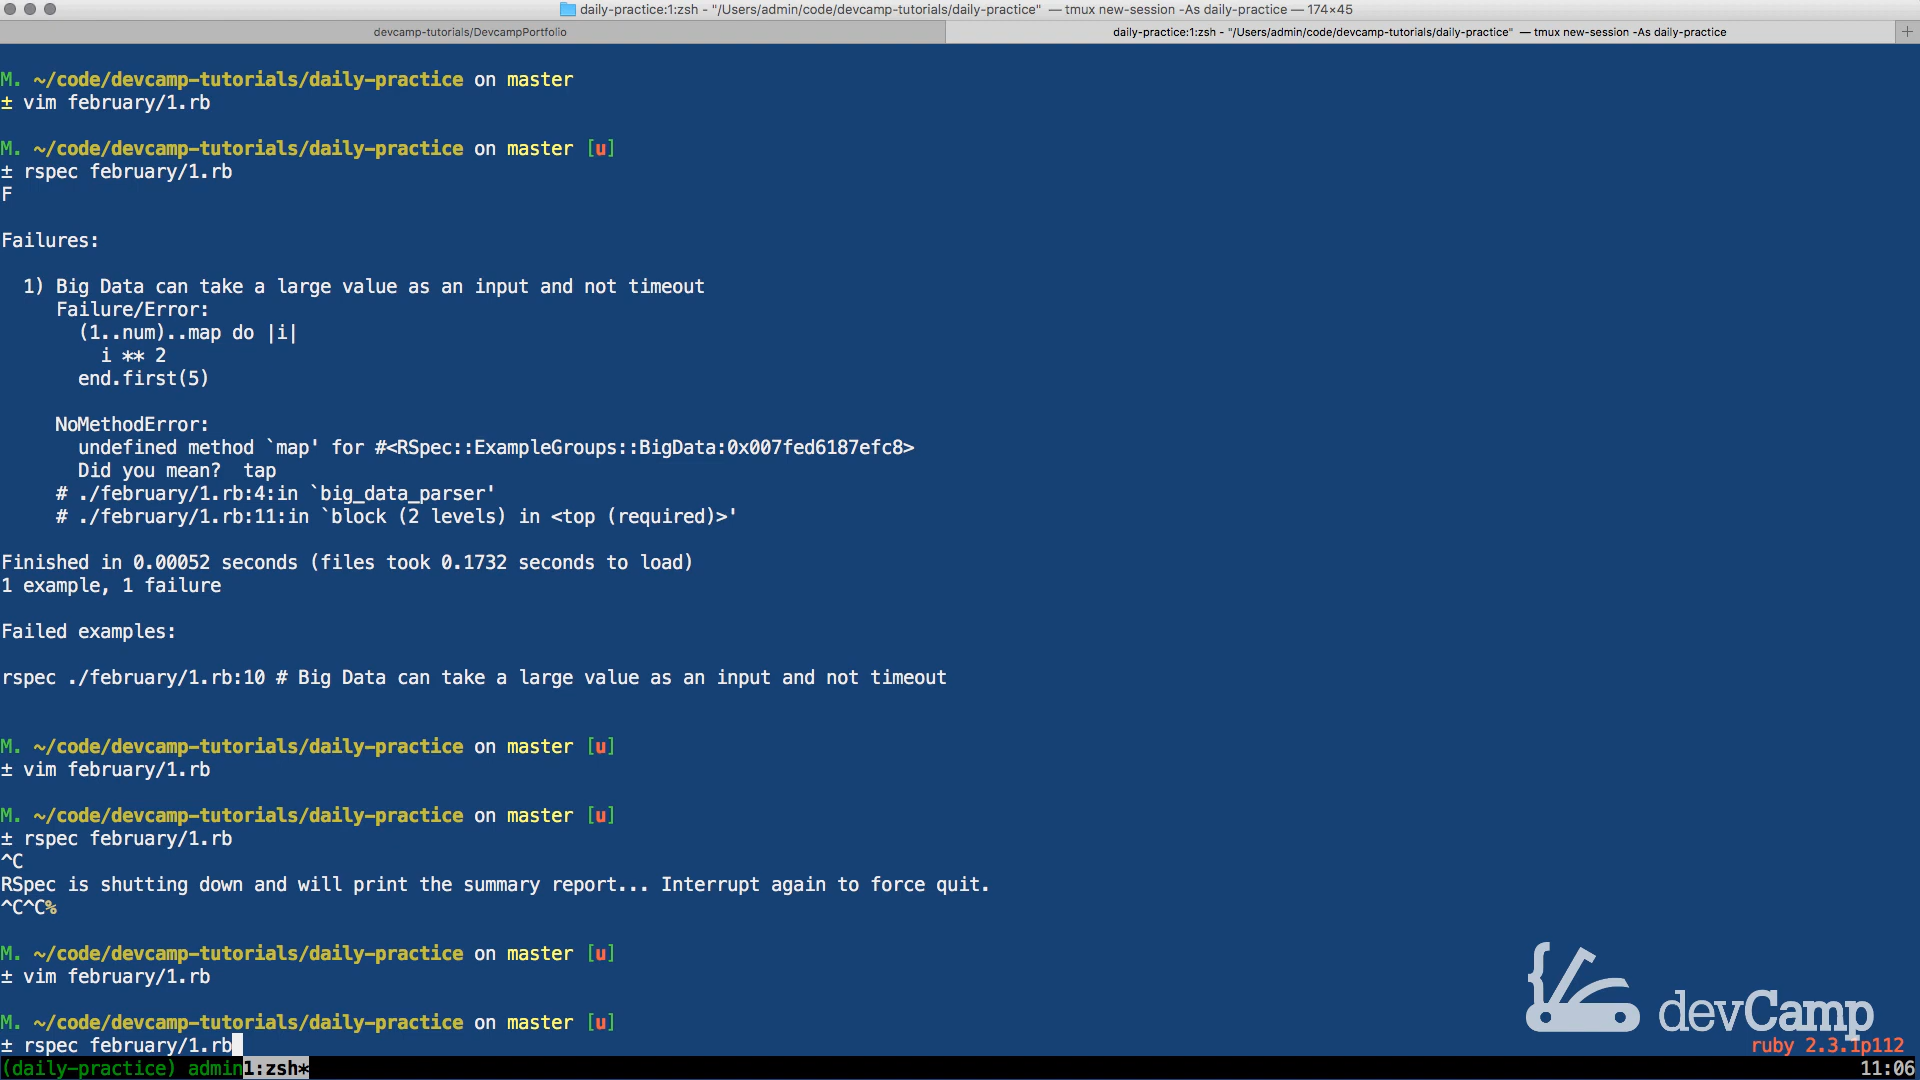 daily-practice:1:zsh - "/Users/admin/code/devcamp-tutorials/daily-practice" — tmux new-session -As daily-practice — 174×45
devcamp-tutorials/DevcampPortfolio
daily-practice:1:zsh - "/Users/admin/code/devcamp-tutorials/daily-practice" — tmux new-session -As daily-practice
M. ~/code/devcamp-tutorials/daily-practice on master
± vim february/1.rb
M. ~/code/devcamp-tutorials/daily-practice on master [u]
± rspec february/1.rb
F
Failures:
1) Big Data can take a large value as an input and not timeout
Failure/Error:
(1..num)..map do |i|
i ** 2
end.first(5)
NoMethodError:
undefined method `map' for #<RSpec::ExampleGroups::BigData:0x007fed6187efc8>
Did you mean?  tap
# ./february/1.rb:4:in `big_data_parser'
# ./february/1.rb:11:in `block (2 levels) in <top (required)>'
Finished in 0.00052 seconds (files took 0.1732 seconds to load)
1 example, 1 failure
Failed examples:
rspec ./february/1.rb:10 # Big Data can take a large value as an input and not timeout
M. ~/code/devcamp-tutorials/daily-practice on master [u]
± vim february/1.rb
M. ~/code/devcamp-tutorials/daily-practice on master [u]
± rspec february/1.rb
^C
RSpec is shutting down and will print the summary report... Interrupt again to force quit.
^C^C%
M. ~/code/devcamp-tutorials/daily-practice on master [u]
± vim february/1.rb
M. ~/code/devcamp-tutorials/daily-practice on master [u]
± rspec february/1.rb
devCamp
ruby 2.3.1p112
(daily-practice) admin1:zsh*
11:06